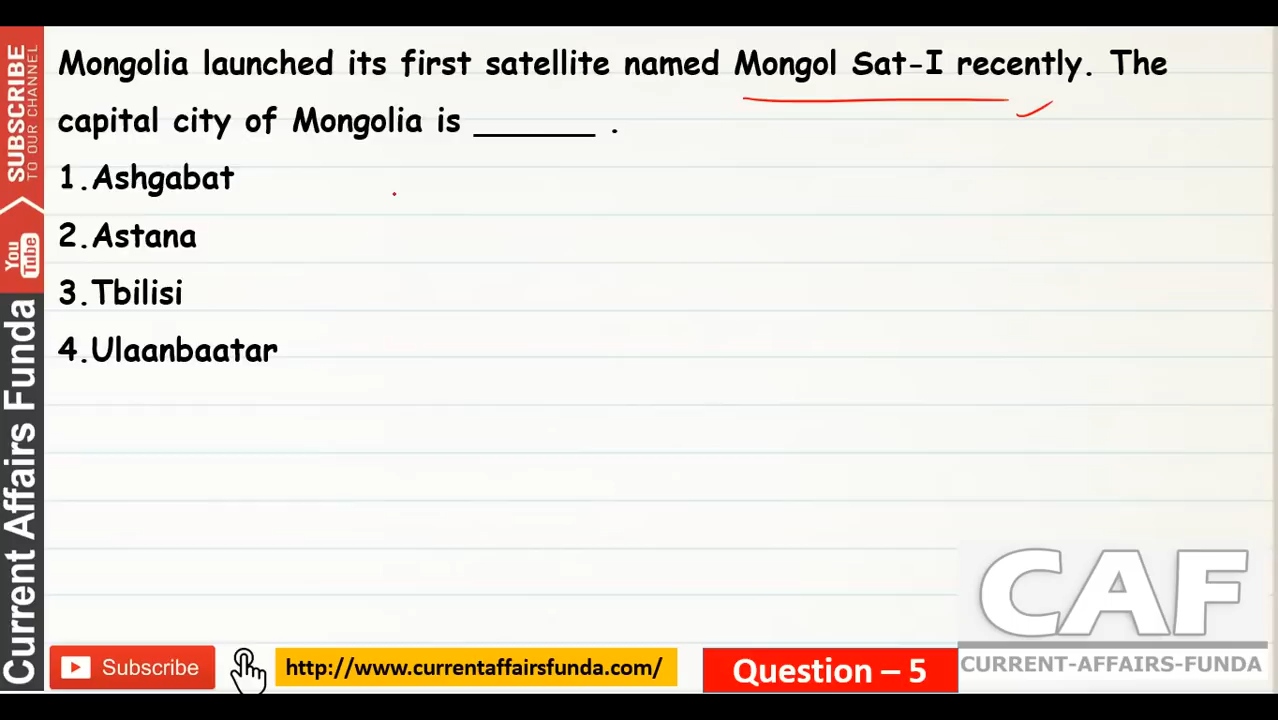 Mongolia launched its first satellite named Mongol Sat-I recently. The
capital city of Mongolia is ______ .
1.Ashgabat
2.Astana
3.Tbilisi
4.Ulaanbaatar
SUBSCRIBE
TO OUR CHANNEL
You
Tube
Current Affairs Funda
CAF
CURRENT-AFFAIRS-FUNDA
Subscribe
http://www.currentaffairsfunda.com/
Question – 5